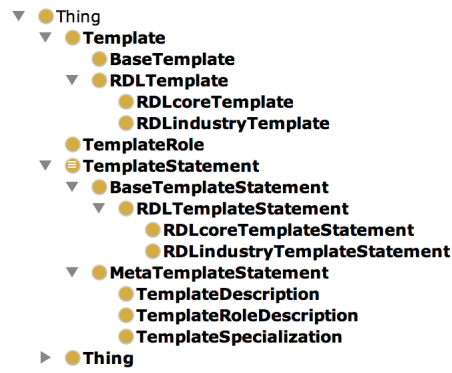 Thing
Template
BaseTemplate
RDLTemplate
RDLcoreTemplate
RDLindustryTemplate
TemplateRole
TemplateStatement
BaseTemplateStatement
RDLTemplateStatement
RDLcoreTemplateStatement
RDLindustryTemplateStatement
MetaTemplateStatement
TemplateDescription
TemplateRoleDescription
TemplateSpecialization
Thing